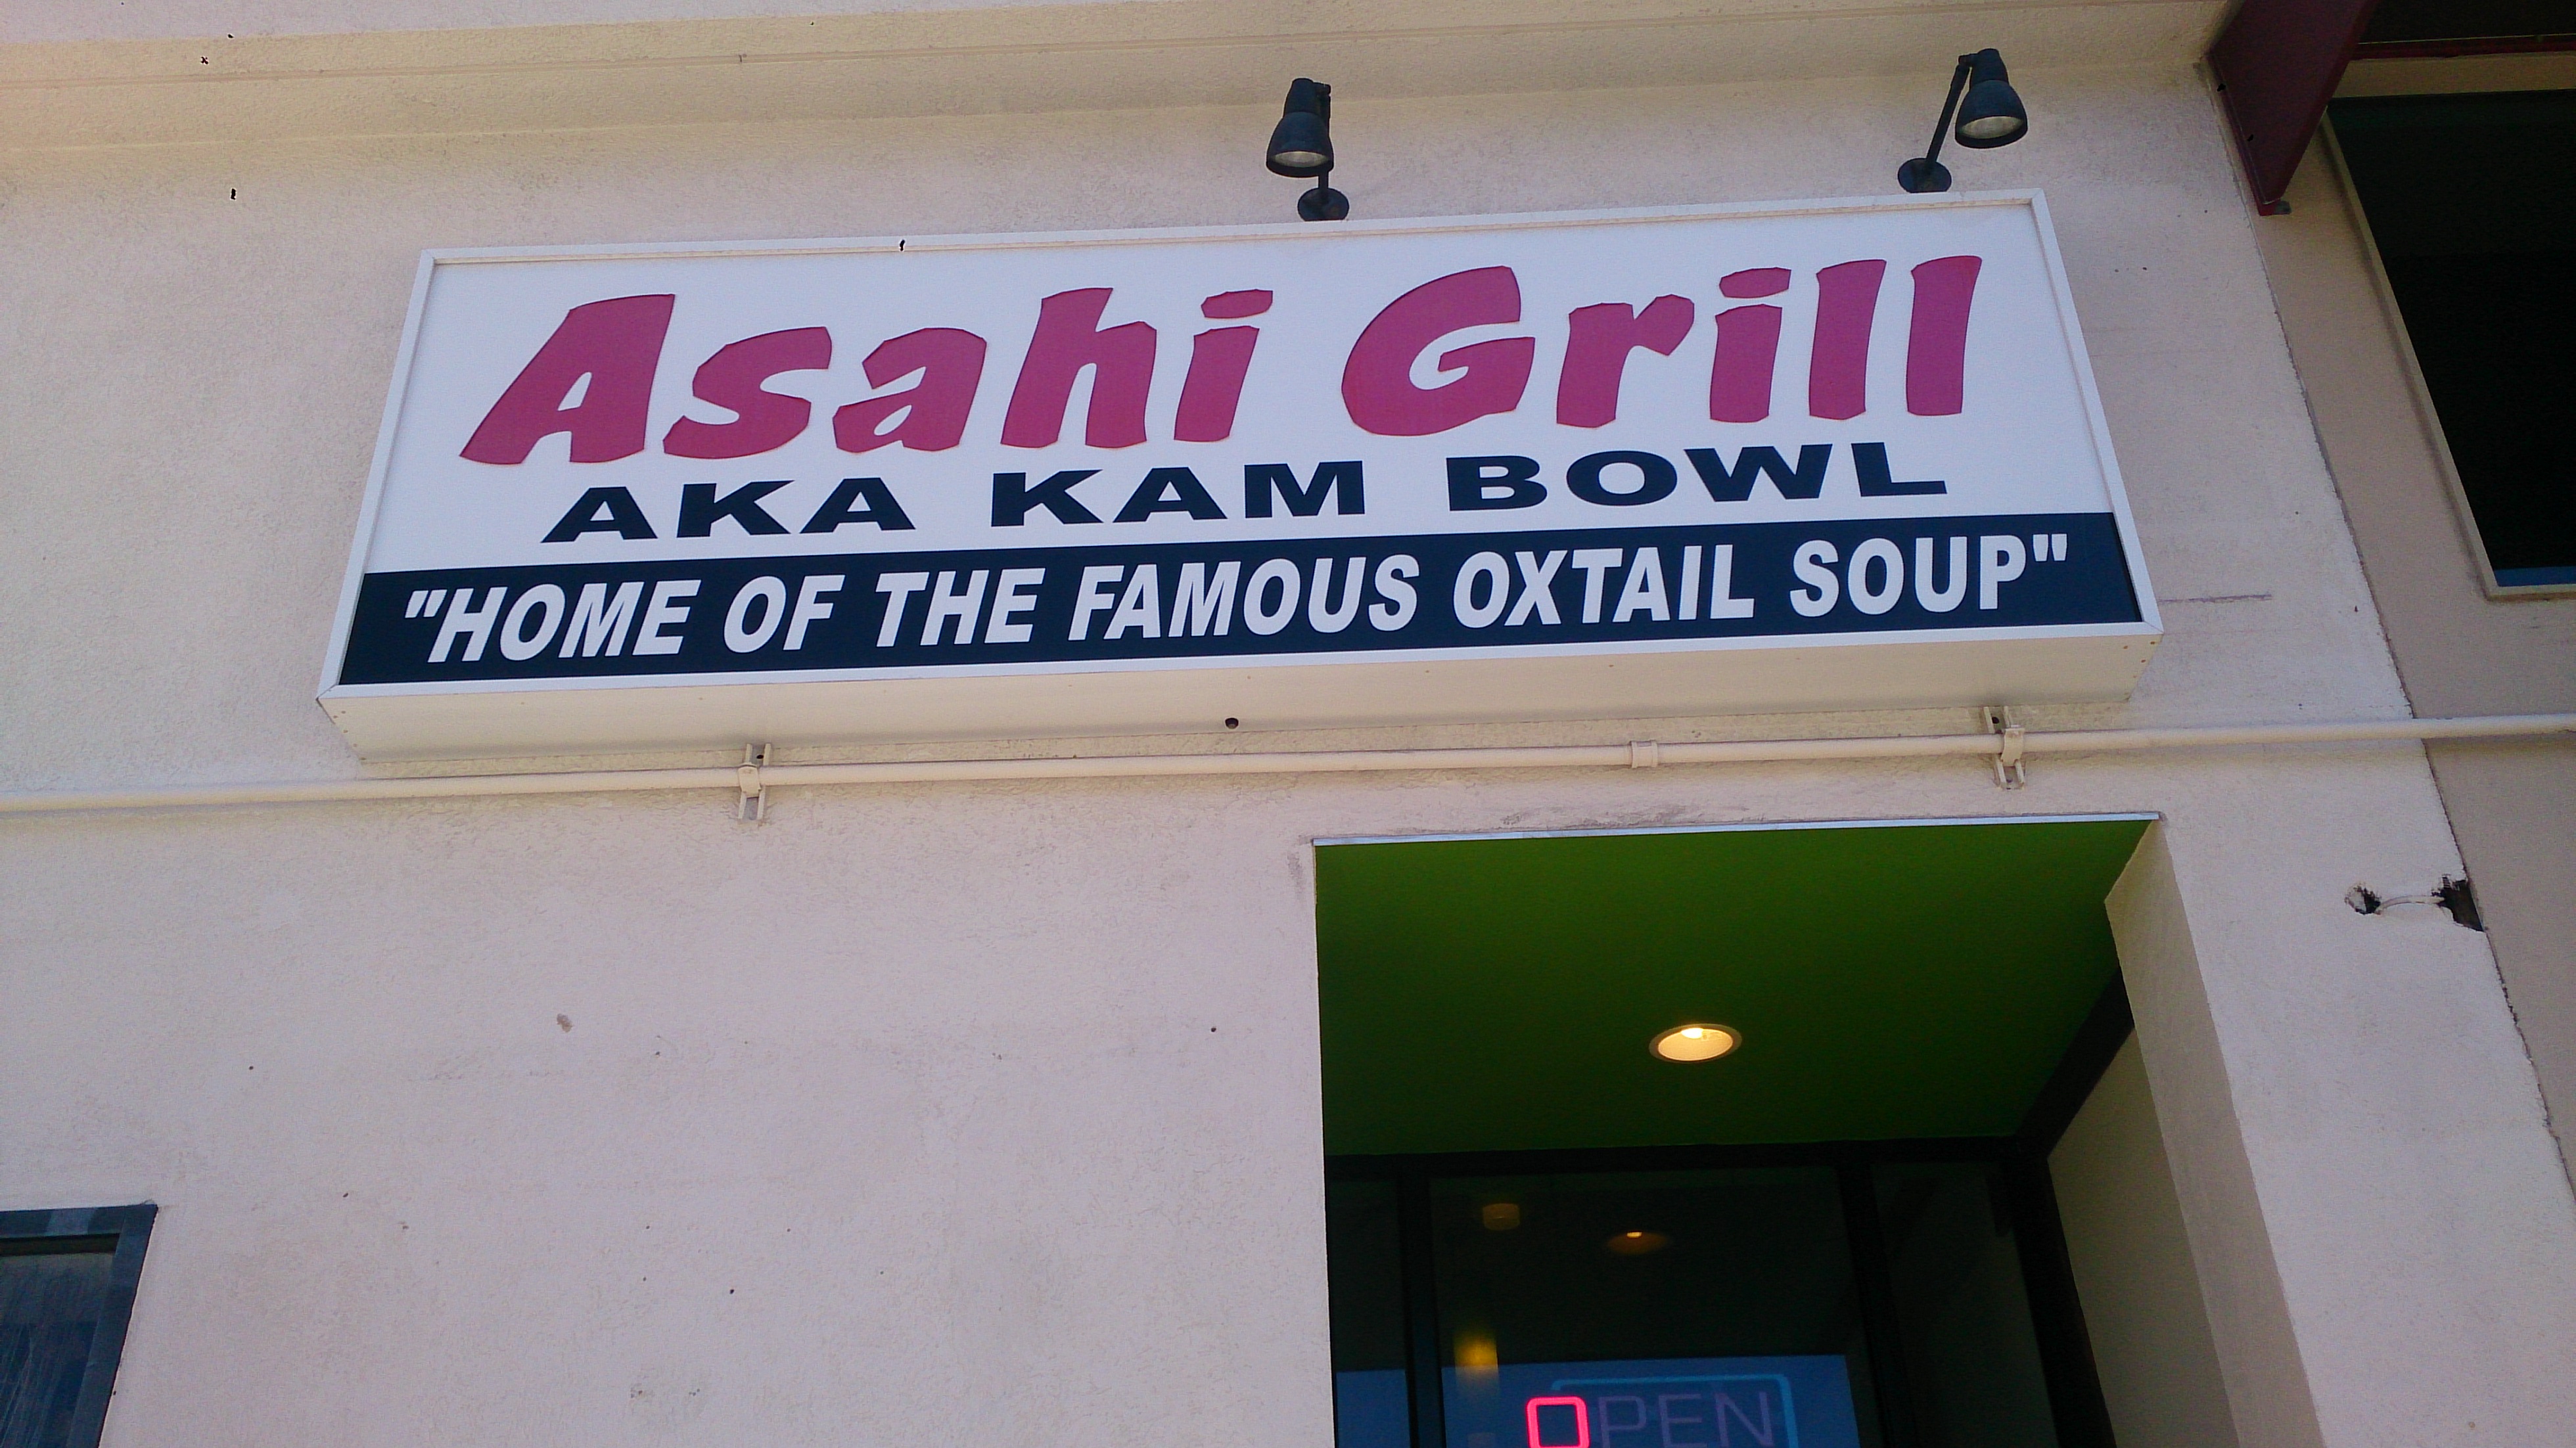 Asahi Grill
AKA KAM BOWL
"HOME OF THE FAMOUS OXTAIL SOUP"
OPEN